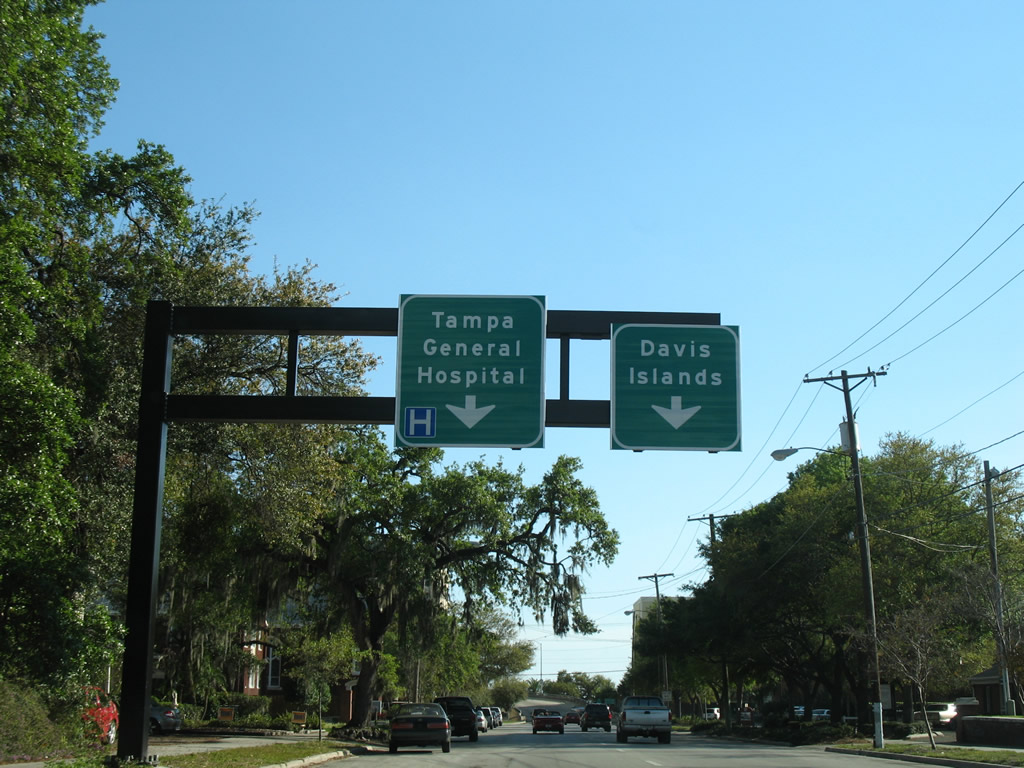 Tampa
General
Hospital
H
Davis
Islands